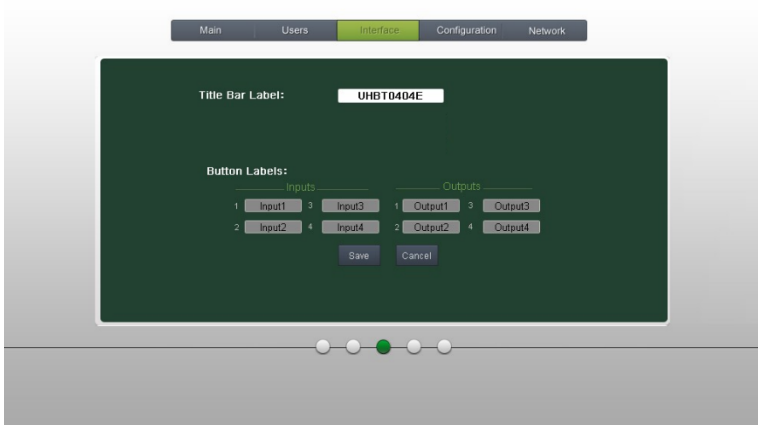 Main Users Interface Configuration Network
Title Bar Label: UHBT0404E
Button Labels:
Inputs Outputs
1 Input1 3 Input3 1 Output1 3 Output3
2 Input2 4 Input4 2 Output2 4 Output4
Save Cancel